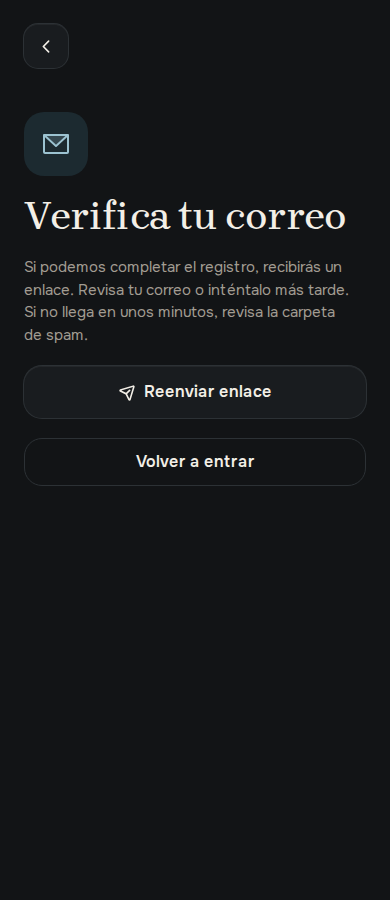 Verifica tu correo
Si podemos completar el registro, recibirás un
enlace. Revisa tu correo o inténtalo más tarde.
Si no llega en unos minutos, revisa la carpeta
de spam.
Reenviar enlace
Volver a entrar